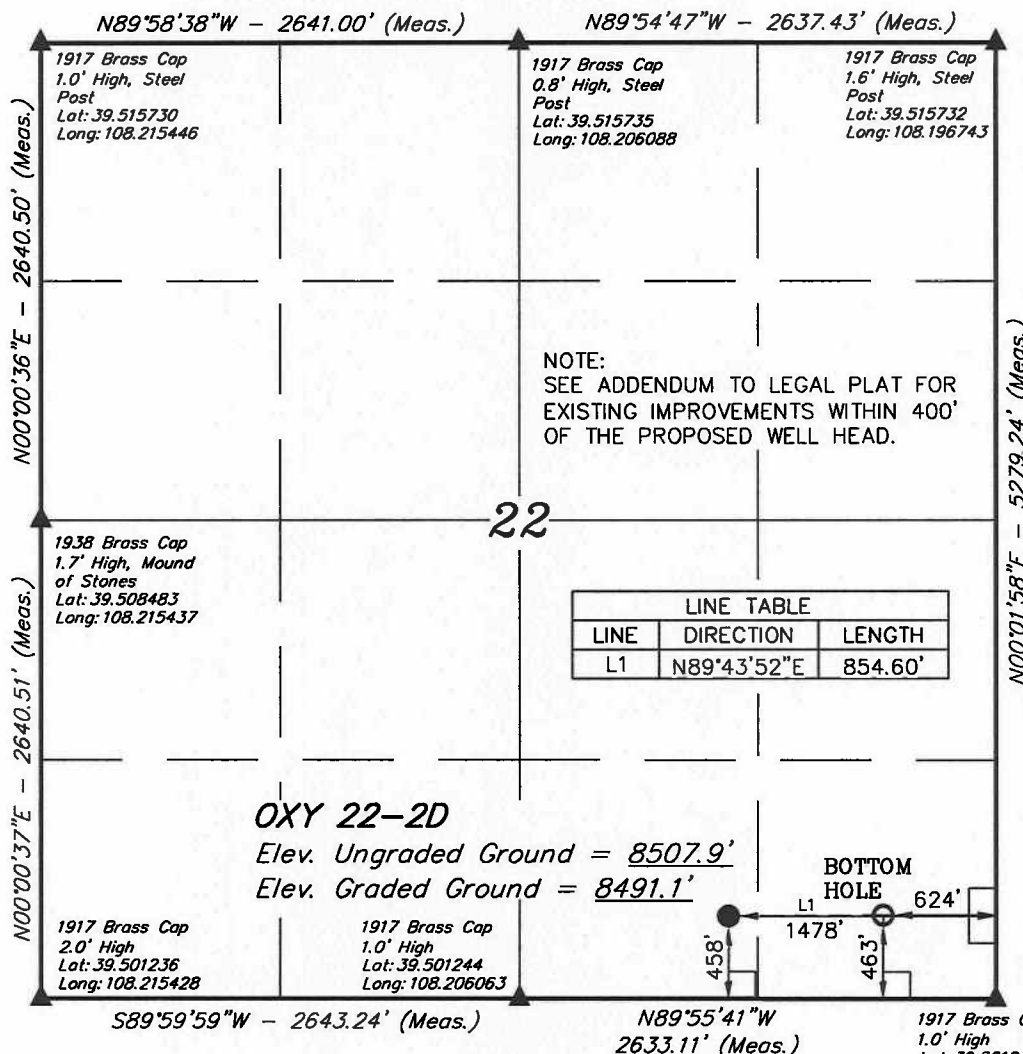 N89°58'38"W - 2641.00' (Meas.)
N89°54'47"W - 2637.43' (Meas.)
1917 Brass Cap
1.0' High, Steel
Post
Lat: 39.515730
Long: 108.215446
1917 Brass Cap
0.8' High, Steel
Post
Lat: 39.515735
Long: 108.206088
1917 Brass Cap
1.6' High, Steel
Post
Lat: 39.515732
Long: 108.196743
N00°00'36"E - 2640.50' (Meas.)
NOTE:
SEE ADDENDUM TO LEGAL PLAT FOR
EXISTING IMPROVEMENTS WITHIN 400'
OF THE PROPOSED WELL HEAD.
N00°01'58"E - 5279.24' (Meas.)
22
1938 Brass Cap
1.7' High, Mound
of Stones
Lat: 39.508483
Long: 108.215437
LINE TABLE
LINE DIRECTION LENGTH
L1 N89°43'52"E 854.60'
N00°00'37"E - 2640.51' (Meas.)
OXY 22-2D
Elev. Ungraded Ground = 8507.9'
Elev. Graded Ground = 8491.1'
BOTTOM
HOLE
L1
624'
1478'
458'
463'
1917 Brass Cap
2.0' High
Lat: 39.501236
Long: 108.215428
1917 Brass Cap
1.0' High
Lat: 39.501244
Long: 108.206063
S89°59'59"W - 2643.24' (Meas.)
N89°55'41"W
2633.11' (Meas.)
1917 Brass C
1.0' High